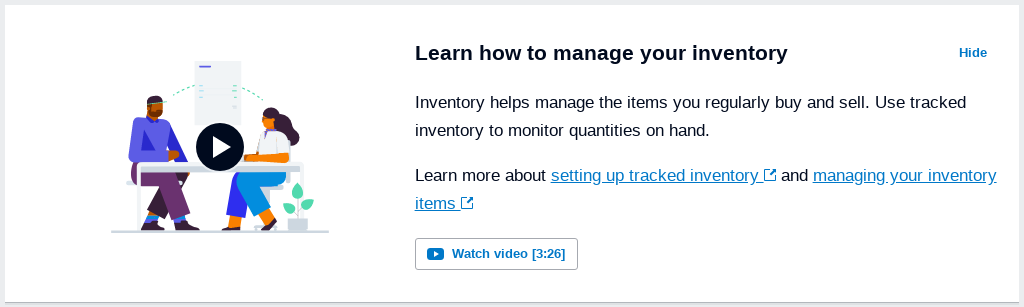 Learn how to manage your inventory
Hide
Inventory helps manage the items you regularly buy and sell. Use tracked
inventory to monitor quantities on hand.
Learn more about setting up tracked inventory and managing your inventory
items
Watch video [3:26]